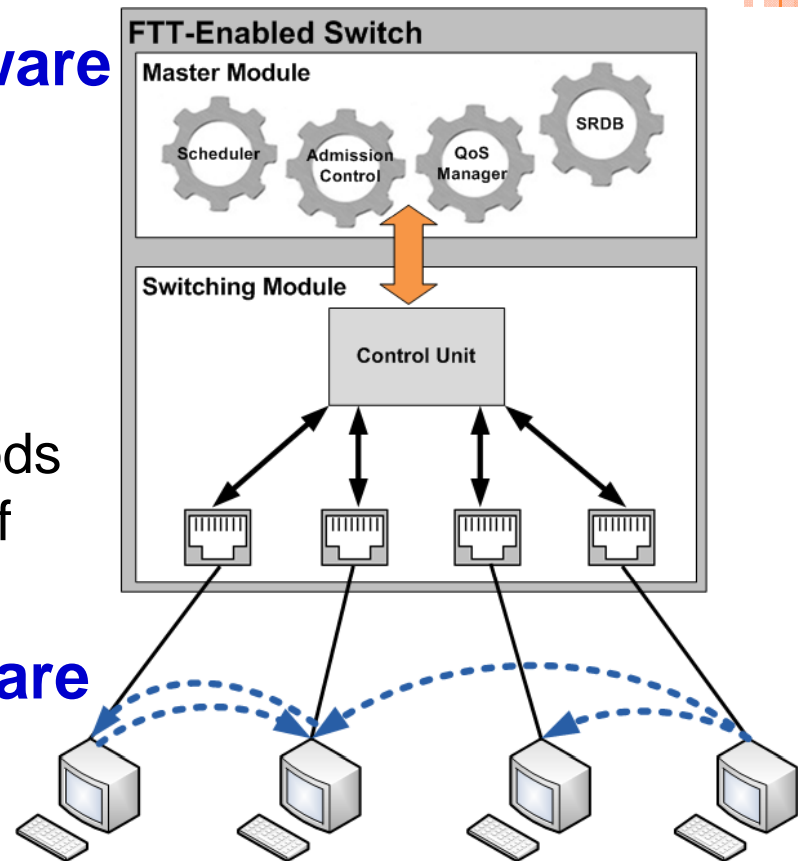 FTT-Enabled Switch
ware
Master Module
Scheduler
Admission
Control
QoS
Manager
SRDB
Switching Module
Control Unit
ods
f
are